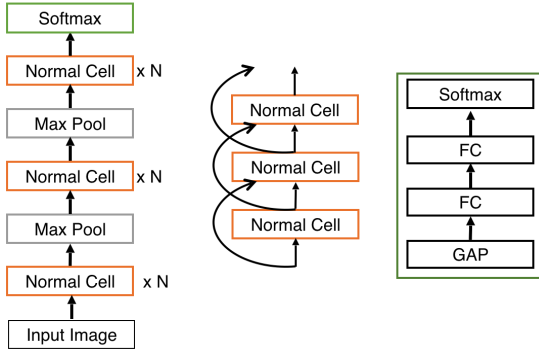 Softmax
Normal Cell x N
Max Pool
Normal Cell x N
Max Pool
Normal Cell x N
Input Image
Normal Cell
Normal Cell
Normal Cell
Softmax
FC
FC
GAP